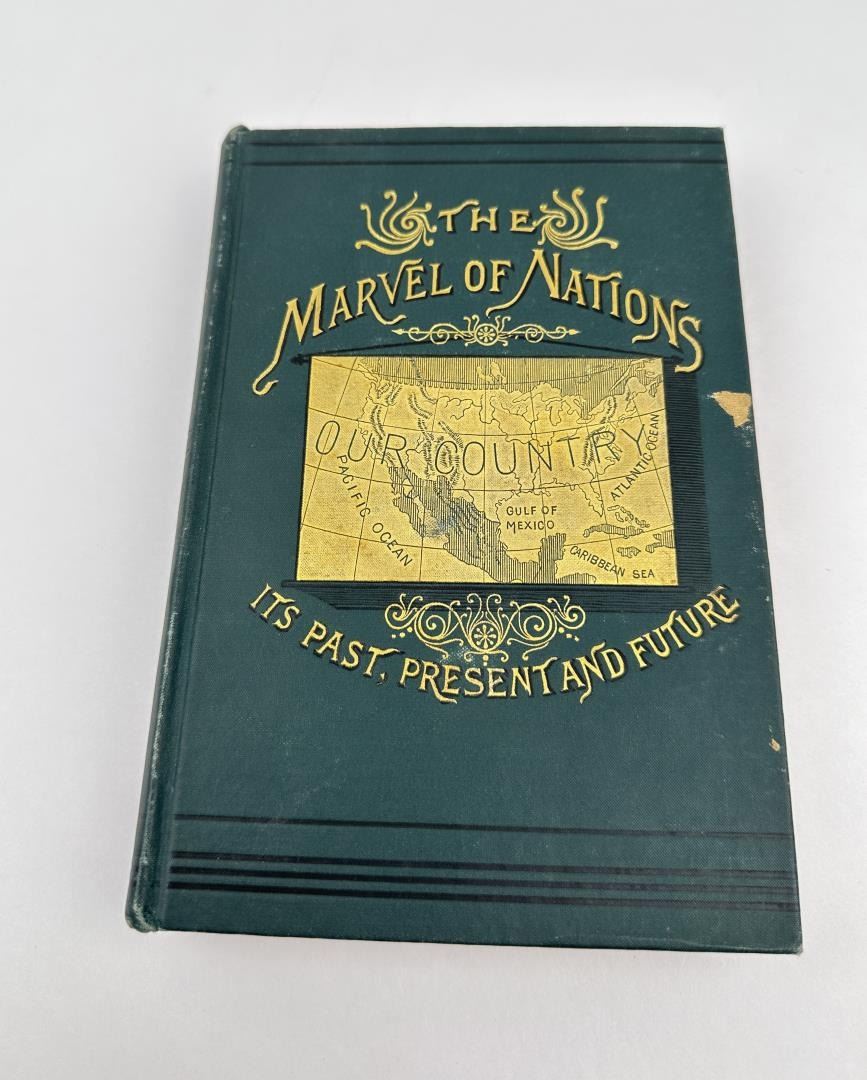 THE
MARVEL OF NATIONS
OUR COUNTRY
PACIFIC OCEAN
GULF OF
MEXICO
ATLANTIC OCEAN
CARIBBEAN SEA
ITS PAST, PRESENT AND FUTURE